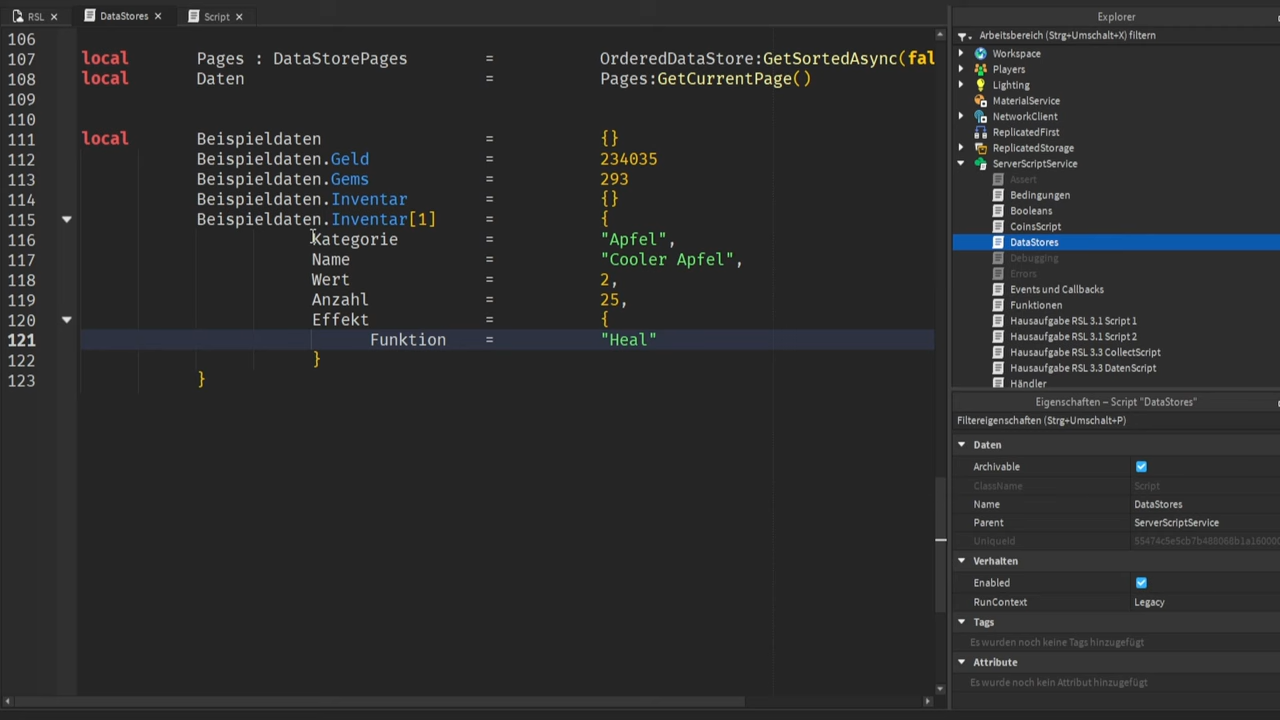 RSL ×
DataStores ×
Script ×
106
107 local Pages : DataStorePages = OrderedDataStore:GetSortedAsync(fal
108 local Daten = Pages:GetCurrentPage()
109
110
111 local Beispieldaten = {}
112 Beispieldaten.Geld = 234035
113 Beispieldaten.Gems = 293
114 Beispieldaten.Inventar = {}
115 Beispieldaten.Inventar[1] = {
116 Kategorie = "Apfel",
117 Name = "Cooler Apfel",
118 Wert = 2,
119 Anzahl = 25,
120 Effekt = {
121 Funktion = "Heal"
122 }
123 }
Explorer
Arbeitsbereich (Strg+Umschalt+X) filtern
Workspace
Players
Lighting
MaterialService
NetworkClient
ReplicatedFirst
ReplicatedStorage
ServerScriptService
Assert
Bedingungen
Booleans
CoinsScript
DataStores
Debugging
Errors
Events und Callbacks
Funktionen
Hausaufgabe RSL 3.1 Script 1
Hausaufgabe RSL 3.1 Script 2
Hausaufgabe RSL 3.3 CollectScript
Hausaufgabe RSL 3.3 DatenScript
Händler
Eigenschaften – Script "DataStores"
Filtereigenschaften (Strg+Umschalt+P)
Daten
Archivable
ClassName Script
Name DataStores
Parent ServerScriptService
UniqueId
Verhalten
Enabled
RunContext Legacy
Tags
Es wurden noch keine Tags hinzugefügt
Attribute
Es wurde noch kein Attribut hinzugefügt